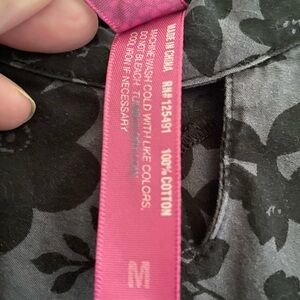 MADE IN CHINA
RN# 125491
100% COTTON
MACHINE WASH COLD WITH LIKE COLORS.
DO NOT BLEACH.
COOL IRON IF NECESSARY.
M